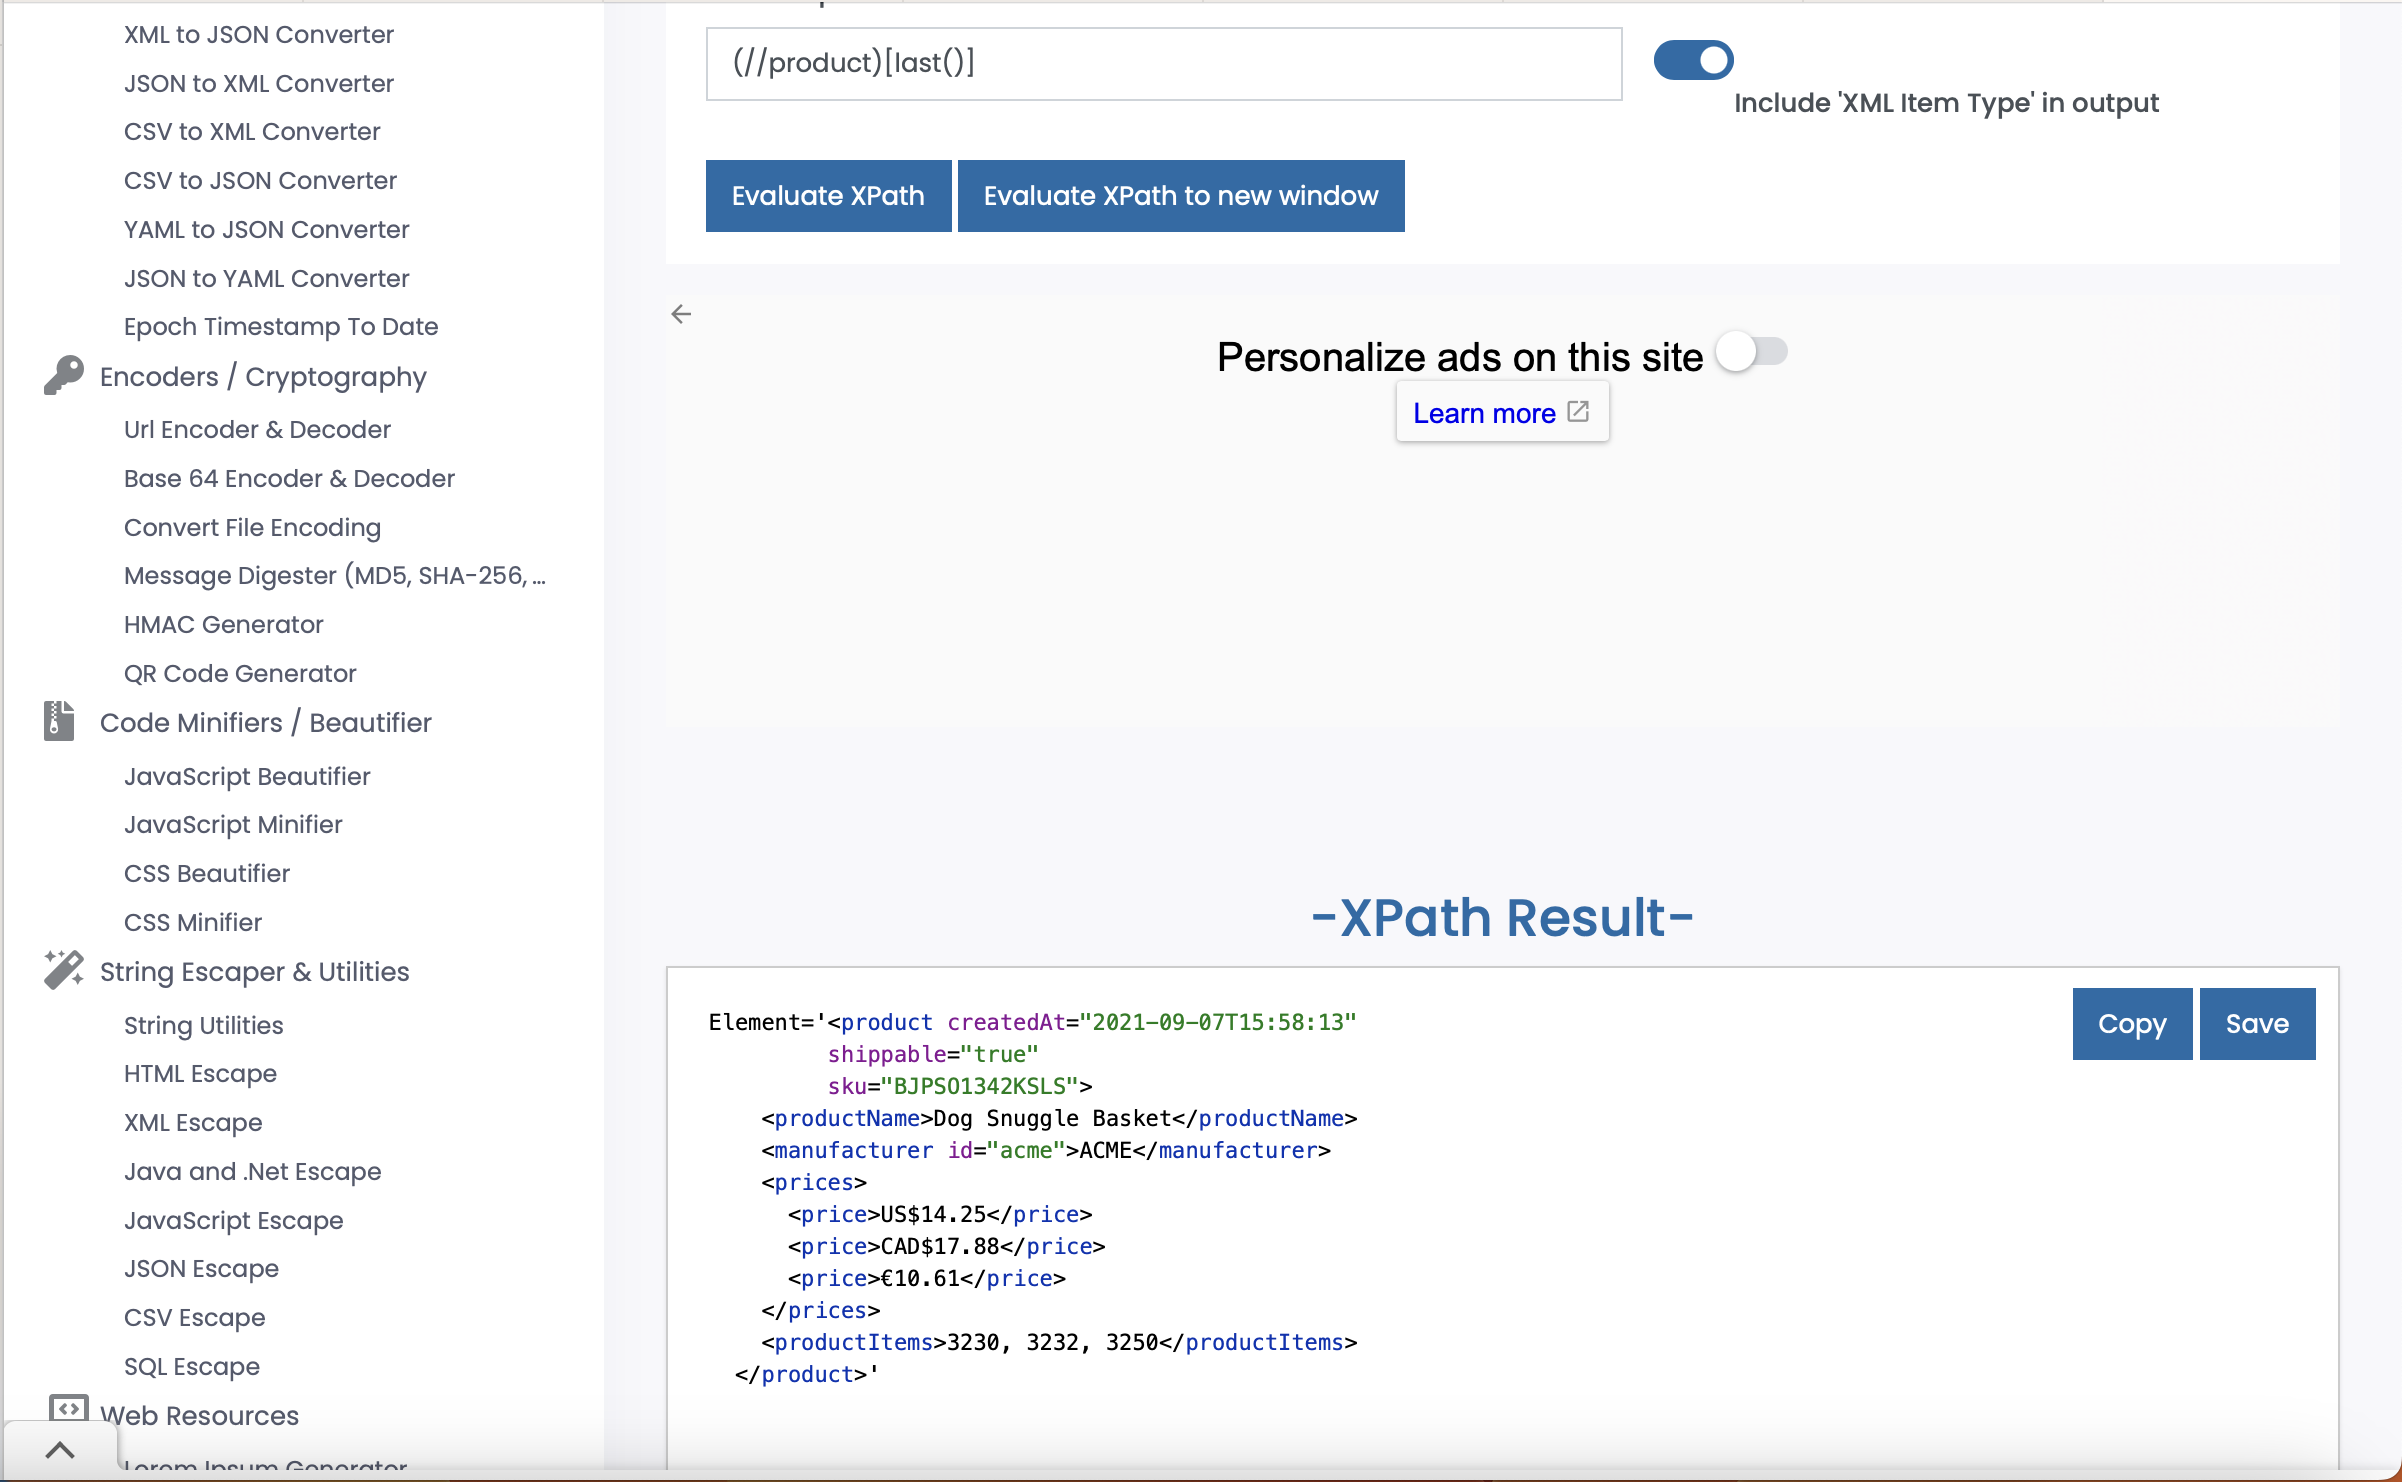 XML to JSON Converter
JSON to XML Converter
CSV to XML Converter
CSV to JSON Converter
YAML to JSON Converter
JSON to YAML Converter
Epoch Timestamp To Date
Encoders / Cryptography
Url Encoder & Decoder
Base 64 Encoder & Decoder
Convert File Encoding
Message Digester (MD5, SHA-256, ...
HMAC Generator
QR Code Generator
Code Minifiers / Beautifier
JavaScript Beautifier
JavaScript Minifier
CSS Beautifier
CSS Minifier
String Escaper & Utilities
String Utilities
HTML Escape
XML Escape
Java and .Net Escape
JavaScript Escape
JSON Escape
CSV Escape
SQL Escape
Web Resources
Lorem Ipsum Generator
(//product)[last()]
Include 'XML Item Type' in output
Evaluate XPath
Evaluate XPath to new window
Personalize ads on this site
Learn more
-XPath Result-
Copy
Save
Element='<product createdAt="2021-09-07T15:58:13"
shippable="true"
sku="BJPSO1342KSLS">
<productName>Dog Snuggle Basket</productName>
<manufacturer id="acme">ACME</manufacturer>
<prices>
<price>US$14.25</price>
<price>CAD$17.88</price>
<price>€10.61</price>
</prices>
<productItems>3230, 3232, 3250</productItems>
</product>'